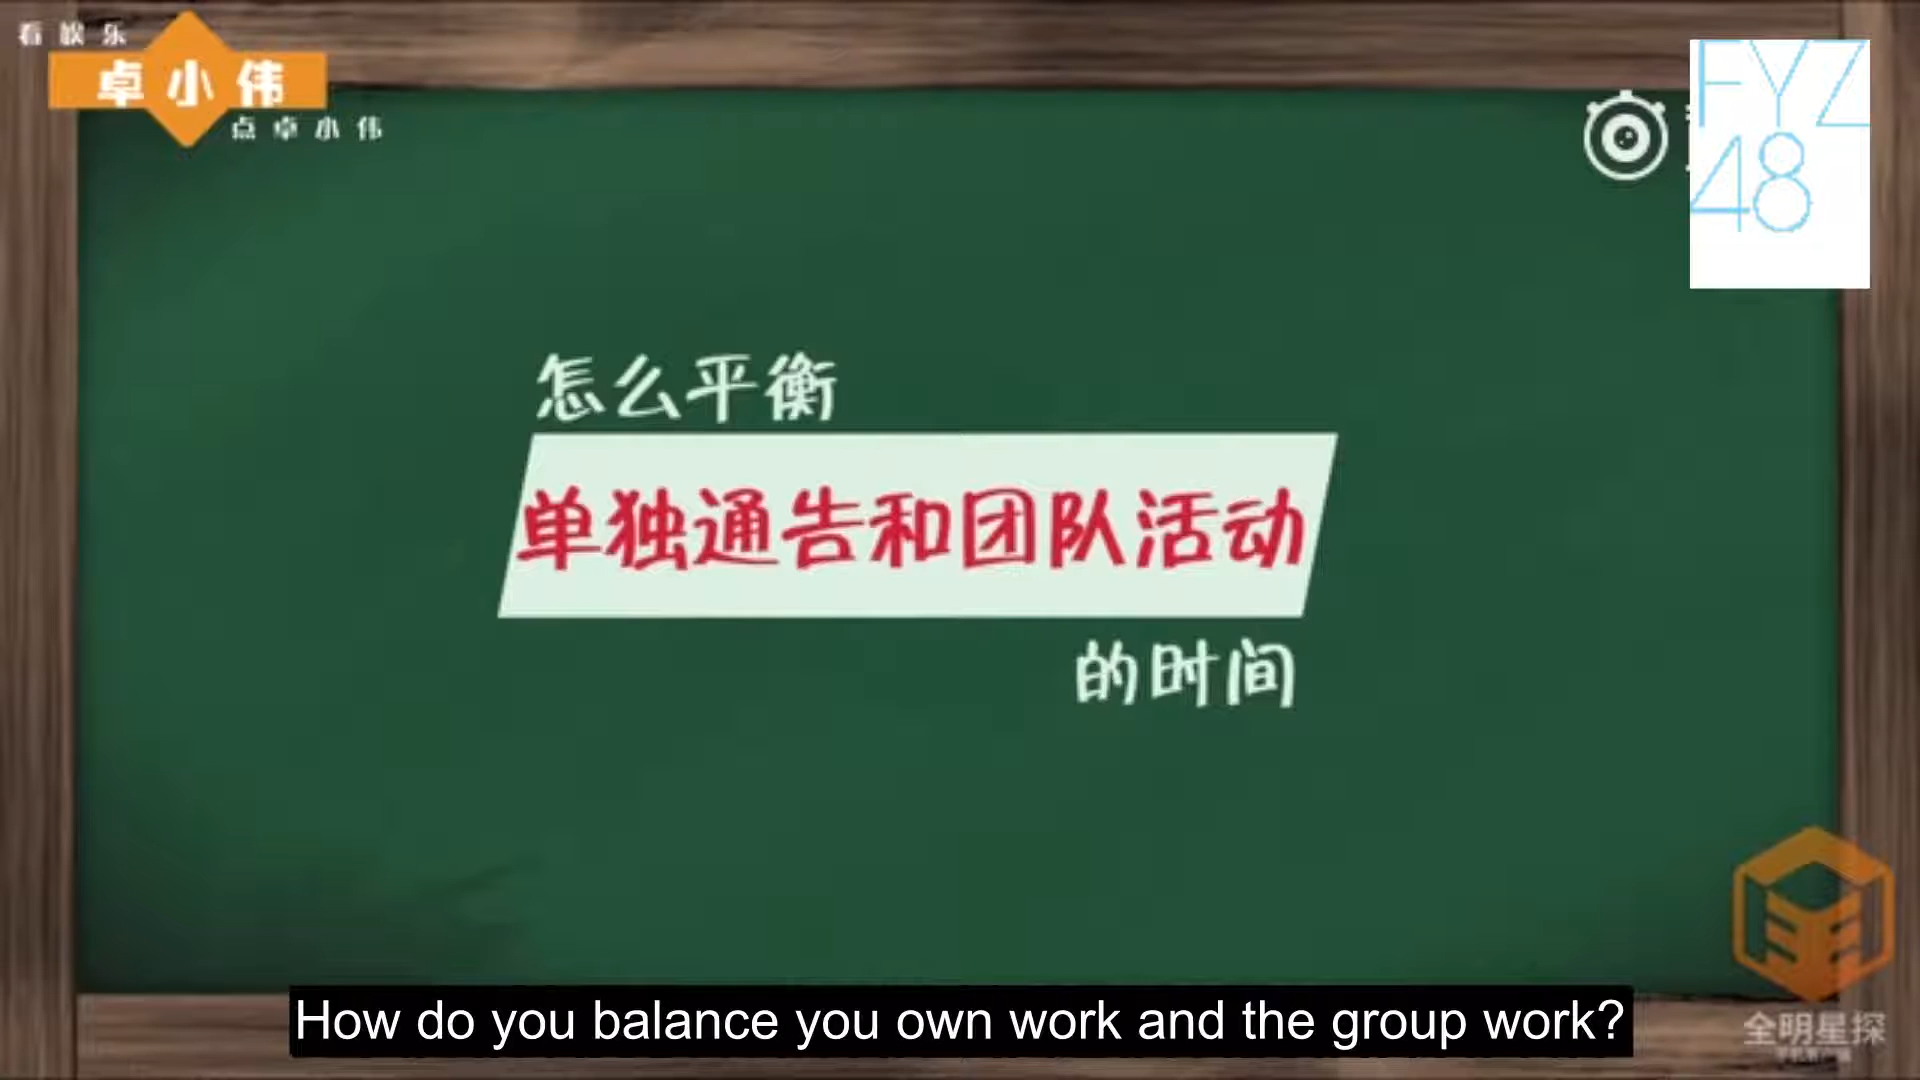 看娱乐
卓小伟
点卓小伟
FYZ
48
怎么平衡
单独通告和团队活动
的时间
How do you balance you own work and the group work?
全明星探